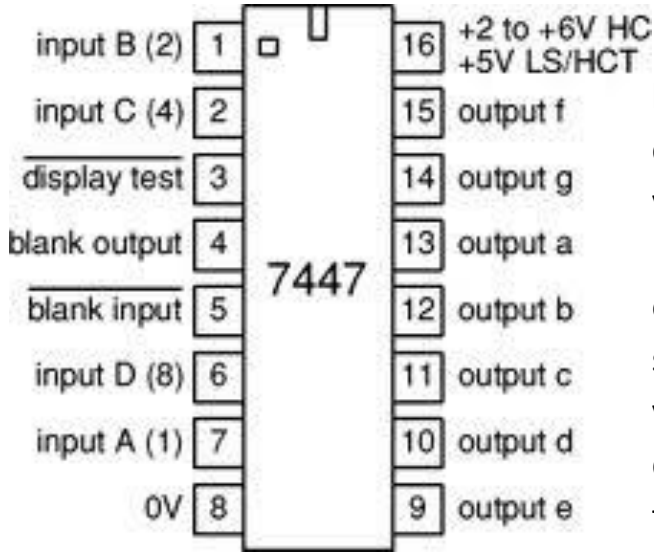 input B (2) 1
input C (4) 2
display test 3
blank output 4
blank input 5
input D (8) 6
input A (1) 7
0V 8
7447
16 +2 to +6V HC
+5V LS/HCT
15 output f
14 output g
13 output a
12 output b
11 output c
10 output d
9 output e